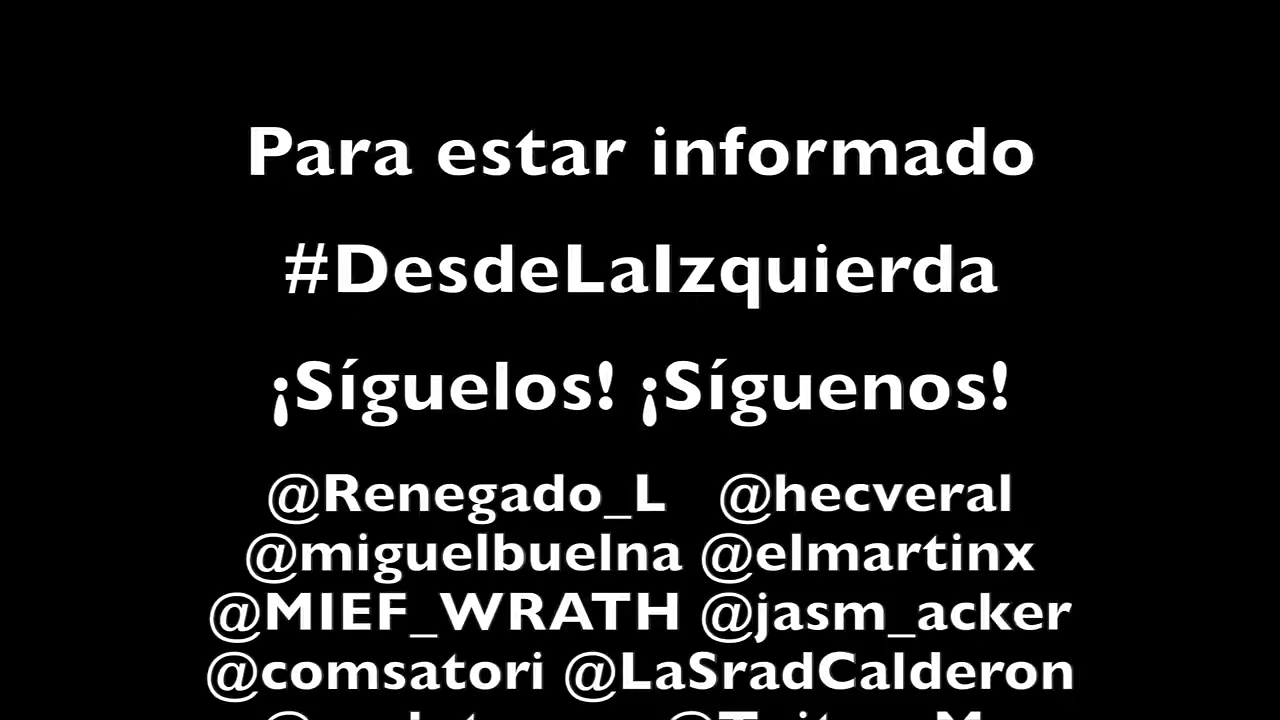 Para estar informado
#DesdeLaIzquierda
¡Síguelos! ¡Síguenos!
@Renegado_L @hecveral
@miguelbuelna @elmartinx
@MIEF_WRATH @jasm_acker
@comsatori @LaSradCalderon